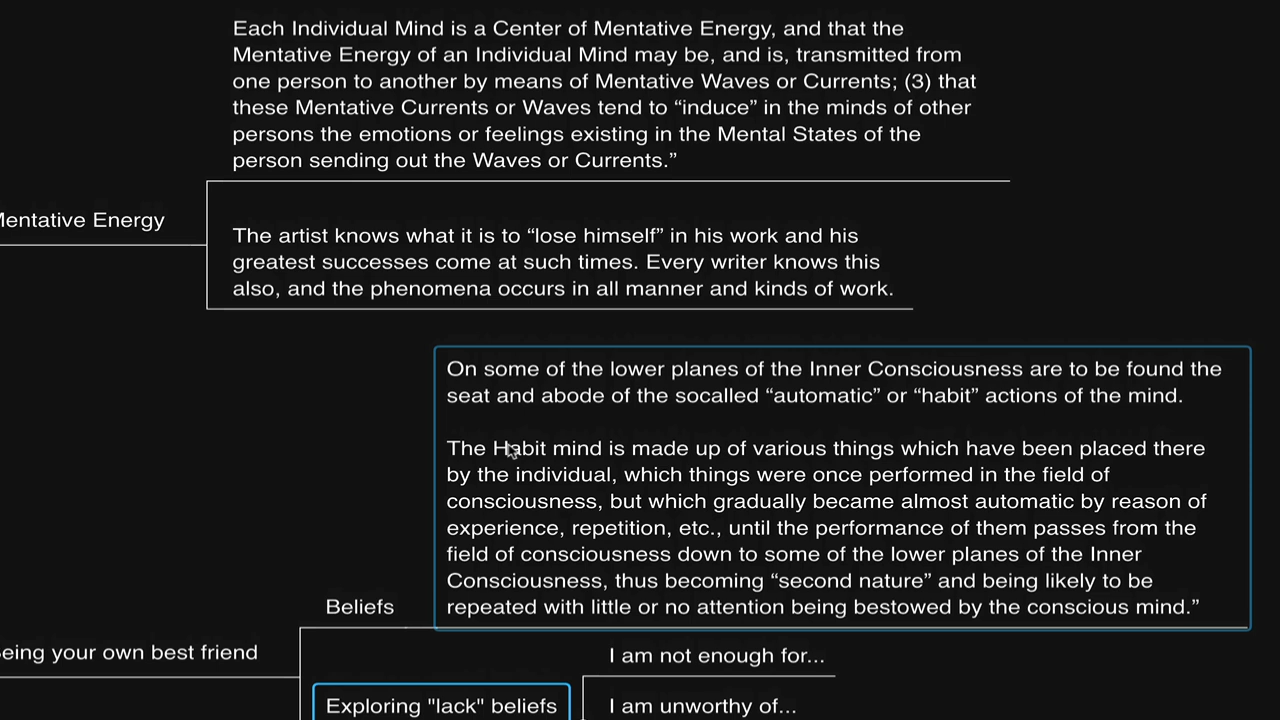 Each Individual Mind is a Center of Mentative Energy, and that the
Mentative Energy of an Individual Mind may be, and is, transmitted from
one person to another by means of Mentative Waves or Currents; (3) that
these Mentative Currents or Waves tend to “induce” in the minds of other
persons the emotions or feelings existing in the Mental States of the
person sending out the Waves or Currents.”
Mentative Energy
The artist knows what it is to “lose himself” in his work and his
greatest successes come at such times. Every writer knows this
also, and the phenomena occurs in all manner and kinds of work.
On some of the lower planes of the Inner Consciousness are to be found the
seat and abode of the socalled “automatic” or “habit” actions of the mind.
The Habit mind is made up of various things which have been placed there
by the individual, which things were once performed in the field of
consciousness, but which gradually became almost automatic by reason of
experience, repetition, etc., until the performance of them passes from the
field of consciousness down to some of the lower planes of the Inner
Consciousness, thus becoming “second nature” and being likely to be
repeated with little or no attention being bestowed by the conscious mind.”
Beliefs
eing your own best friend
I am not enough for...
Exploring "lack" beliefs
I am unworthy of...